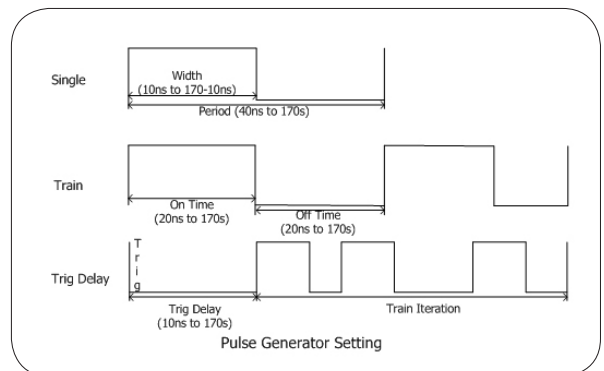 Single
Width
(10ns to 170-10ns)
Period (40ns to 170s)
Train
On Time
(20ns to 170s)
Off Time
(20ns to 170s)
Trig
Trig Delay
Trig Delay
(10ns to 170s)
Train Iteration
Pulse Generator Setting